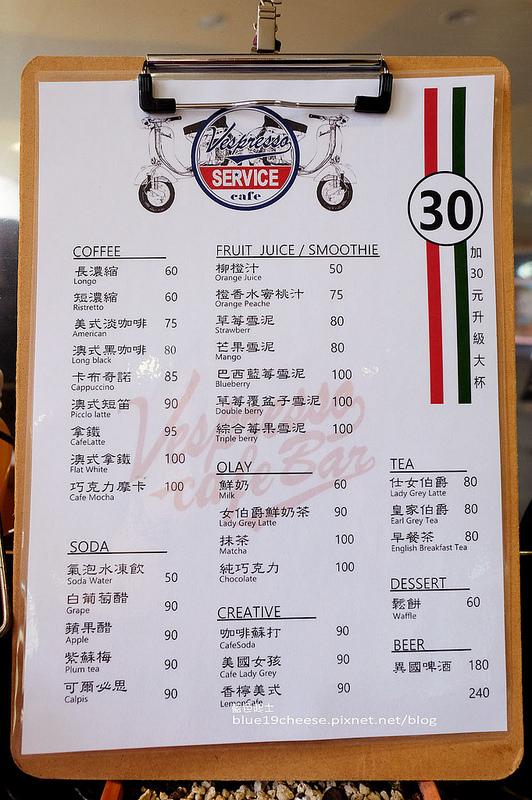 Vespresso
SERVICE
cafe
30
加30元升級大杯
COFFEE
長濃縮 60
Longo
短濃縮 60
Ristretto
美式淡咖啡 75
American
澳式黑咖啡 80
Long black
卡布奇諾 85
Cappuccino
澳式短笛 90
Piccio latte
拿鐵 95
CafeLatte
澳式拿鐵 100
Flat White
巧克力摩卡 100
Cafe Mocha
SODA
氣泡水凍飲 50
Soda Water
白葡萄醋 90
Grape
蘋果醋 90
Apple
紫蘇梅 90
Plum tea
可爾必思 90
Calpis
FRUIT JUICE / SMOOTHIE
柳橙汁 50
Orange Juice
橙香水密桃汁 75
Orange Peache
草莓雪泥 80
Strawberr
芒果雪泥 80
Mango
巴西藍莓雪泥 100
Blueberry
草莓覆盆子雪泥 100
Double berry
綜合莓果雪泥 100
Triple berry
OLAY
鮮奶 60
Milk
女伯爵鮮奶茶 90
Lady Grey Latte
抹茶 100
Matcha
純巧克力 100
Chocolate
CREATIVE
咖啡蘇打 90
CafeSoda
美國女孩 90
Cafe Lady Grey
香檸美式 90
LemonCafe
TEA
仕女伯爵 80
Lady Grey Latte
皇家伯爵 80
Earl Grey Tea
早餐茶 80
English Breakfast Tea
DESSERT
鬆餅 60
Waffle
BEER
異國啤酒 180
240
Vespresso
cafe Bar
藍色起士
blue19cheese.pixnet.net/blog